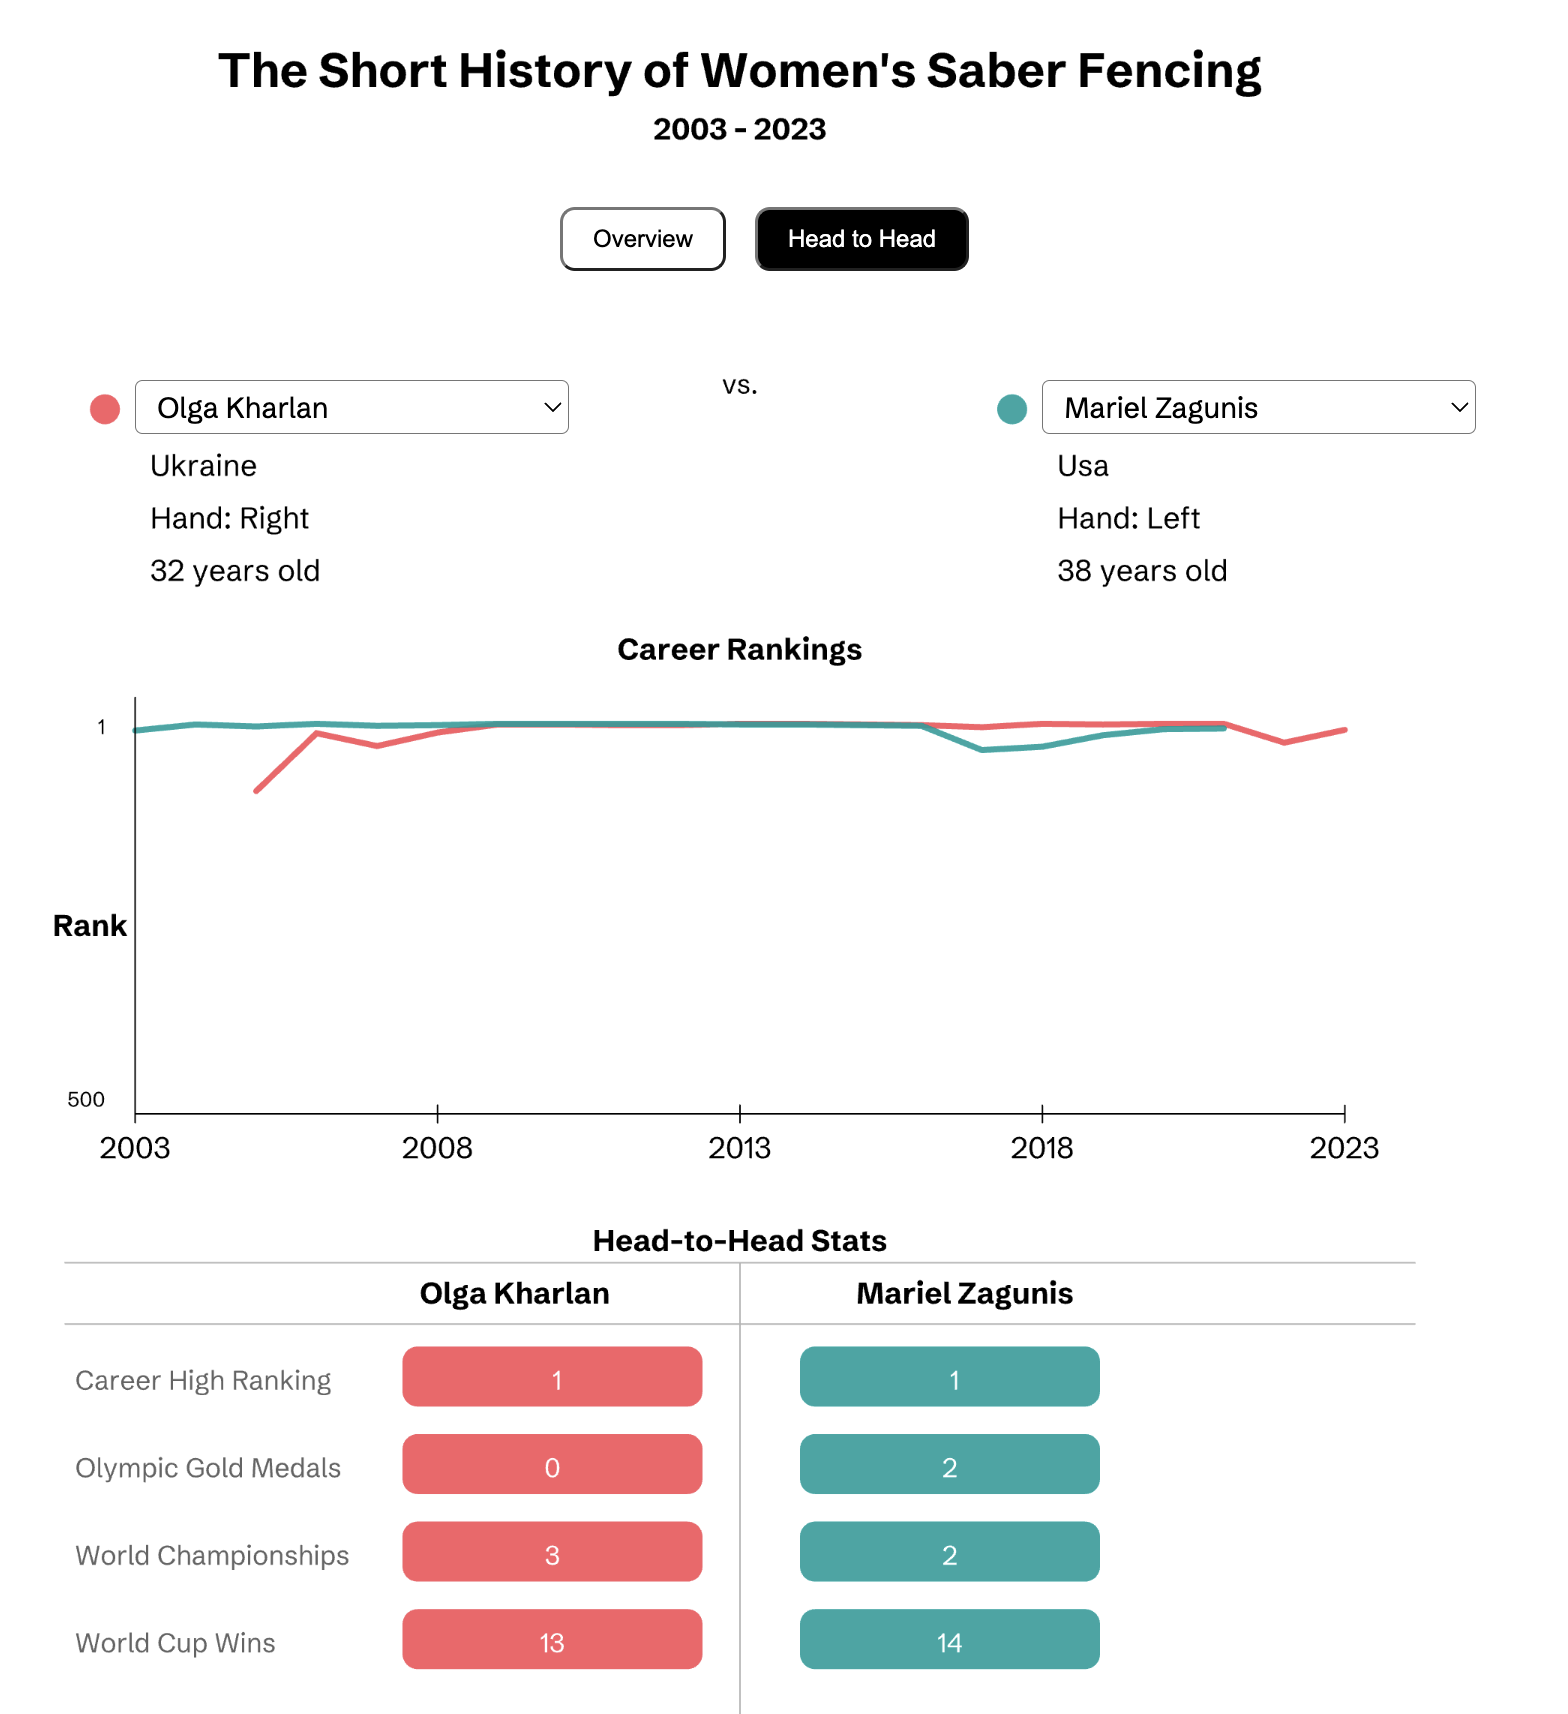 The Short History of Women's Saber Fencing
2003 - 2023
Overview
Head to Head
Olga Kharlan
vs.
Mariel Zagunis
Ukraine
Usa
Hand: Right
Hand: Left
32 years old
38 years old
Career Rankings
1
Rank
500
2003 2008 2013 2018 2023
Head-to-Head Stats
Olga Kharlan Mariel Zagunis
Career High Ranking 1 1
Olympic Gold Medals 0 2
World Championships 3 2
World Cup Wins 13 14